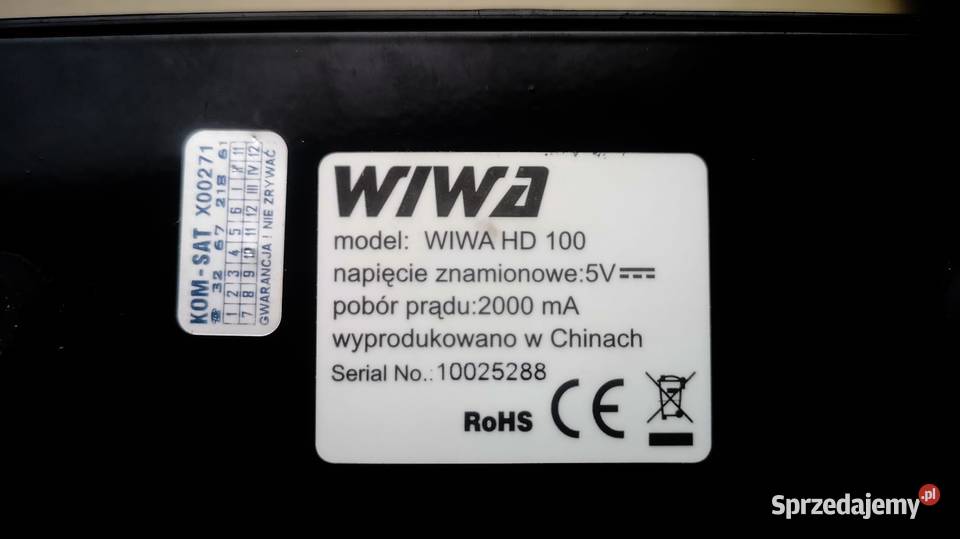 KOM-SAT X00271
☎ 32 67 218 61
1 2 3 4 5 6 I II 11
7 8 9 10 11 12 III IV 12
GWARANCJA ! NIE ZRYWAĆ
WIWA
model: WIWA HD 100
napięcie znamionowe:5V
pobór prądu:2000 mA
wyprodukowano w Chinach
Serial No.:10025288
RoHS CE
Sprzedajemy.pl